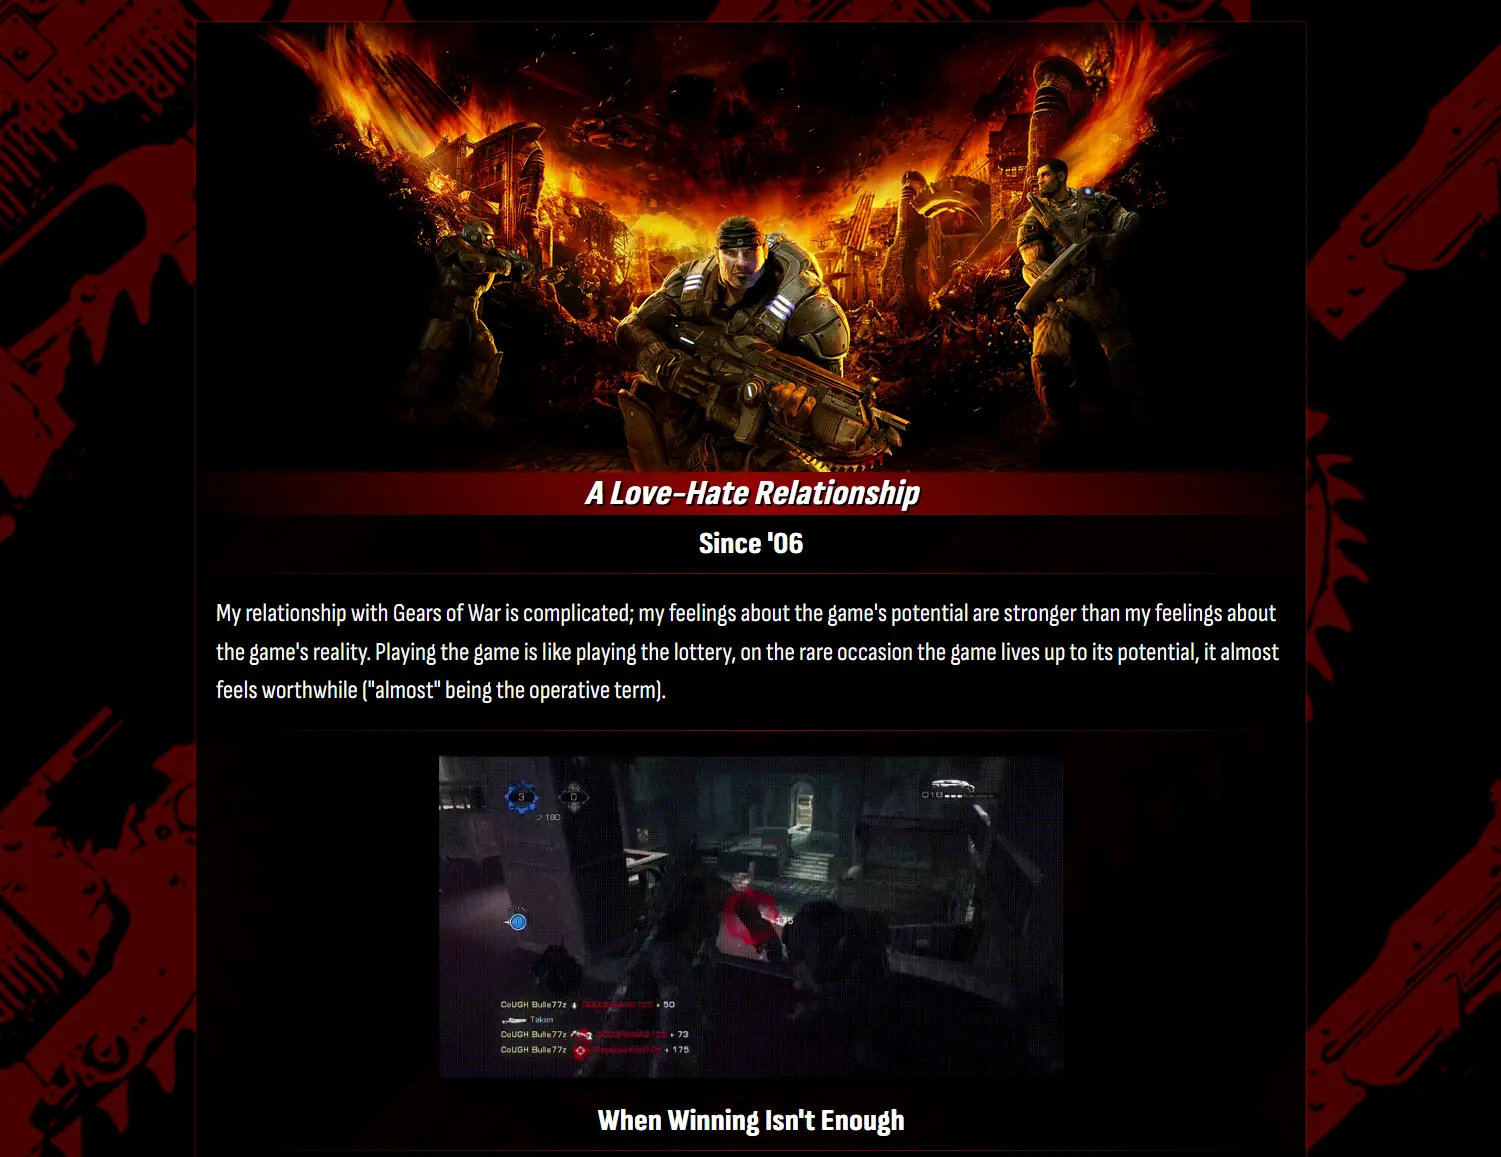 A Love-Hate Relationship
Since '06
My relationship with Gears of War is complicated; my feelings about the game's potential are stronger than my feelings about
the game's reality. Playing the game is like playing the lottery, on the rare occasion the game lives up to its potential, it almost
feels worthwhile ("almost" being the operative term).
3 0
180
018
+175
CoUGH Bulle77z + 50
Taken
CoUGH Bulle77z + 73
CoUGH Bulle77z + 175
When Winning Isn't Enough